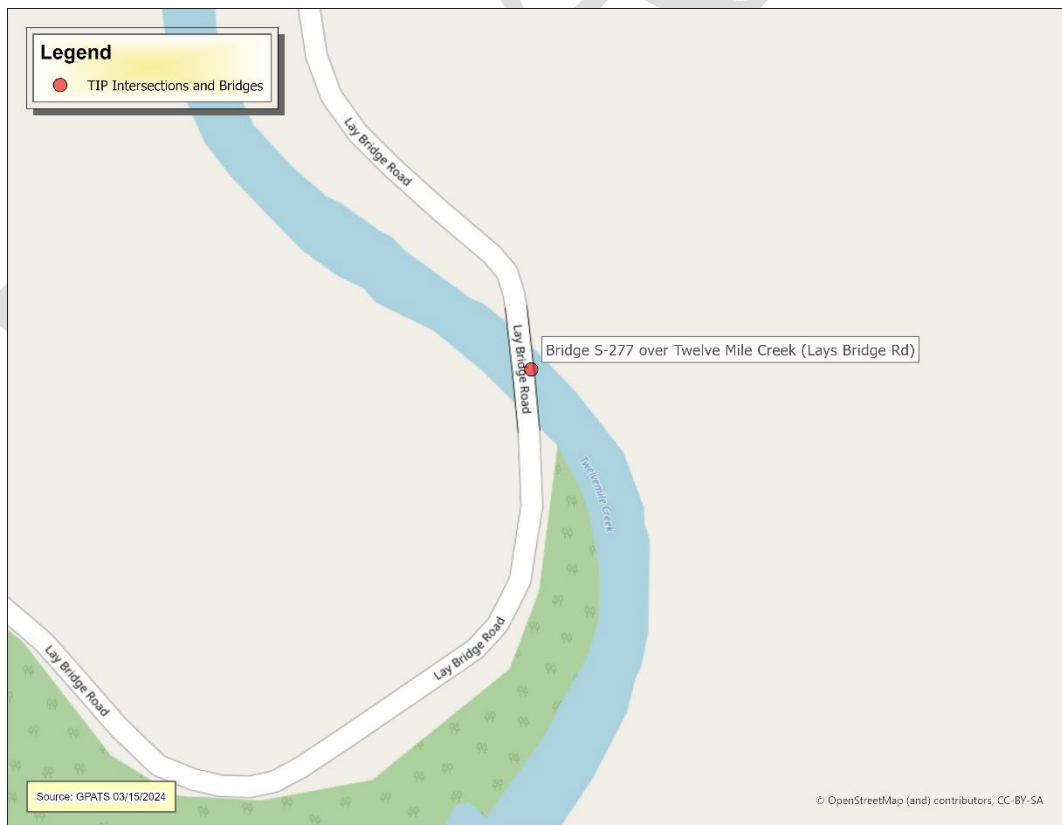 Legend
TIP Intersections and Bridges
Lay Bridge Road
Lay Bridge Road
Bridge S-277 over Twelve Mile Creek (Lays Bridge Rd)
Twelvemile Creek
Lay Bridge Road
Lay Bridge Road
Source: GPATS 03/15/2024
© OpenStreetMap (and) contributors, CC-BY-SA